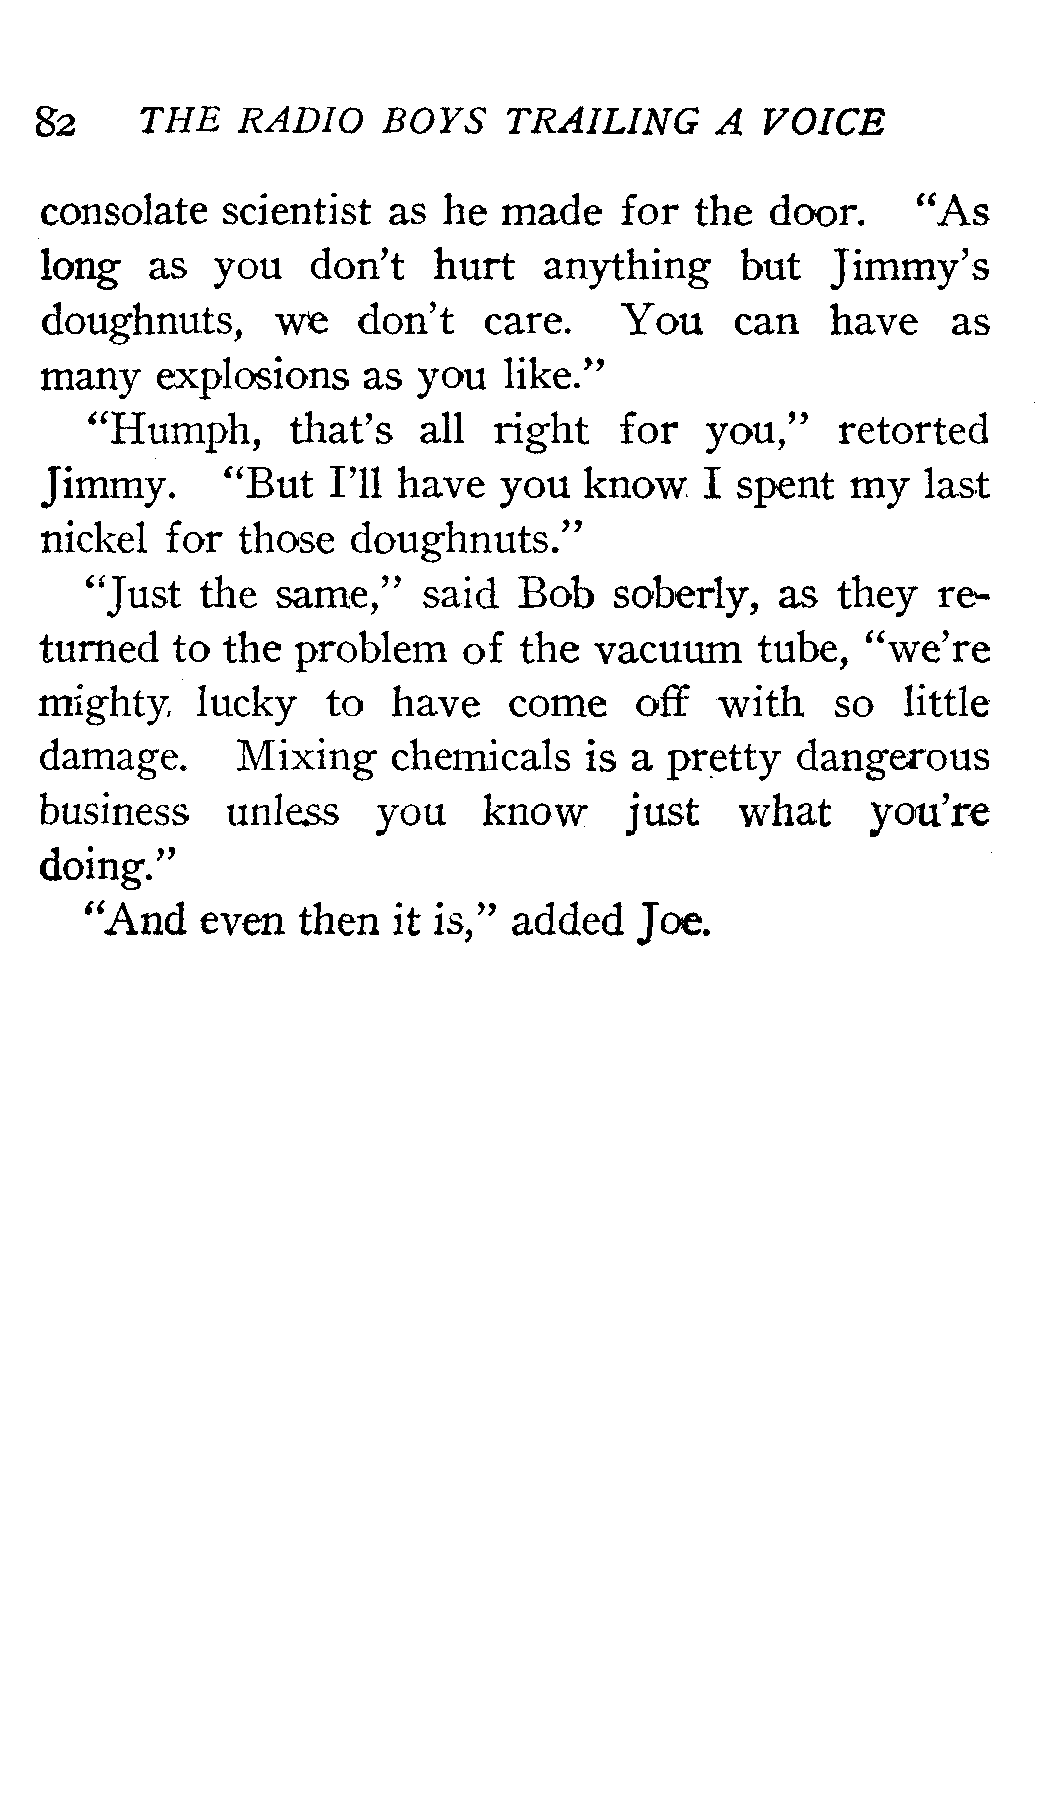 82 THE RADIO BOYS TRAILING A VOICE
consolate scientist as he made for the door. “As
long as you don’t hurt anything but Jimmy’s
doughnuts, we don’t care. You can have as
many explosions as you like.”
“Humph, that’s all right for you,” retorted
Jimmy. “But I’ll have you know I spent my last
nickel for those doughnuts.”
“Just the same,” said Bob soberly, as they re-
turned to the problem of the vacuum tube, “we’re
mighty lucky to have come off with so little
damage. Mixing chemicals is a pretty dangerous
business unless you know just what you’re
doing.”
“And even then it is,” added Joe.